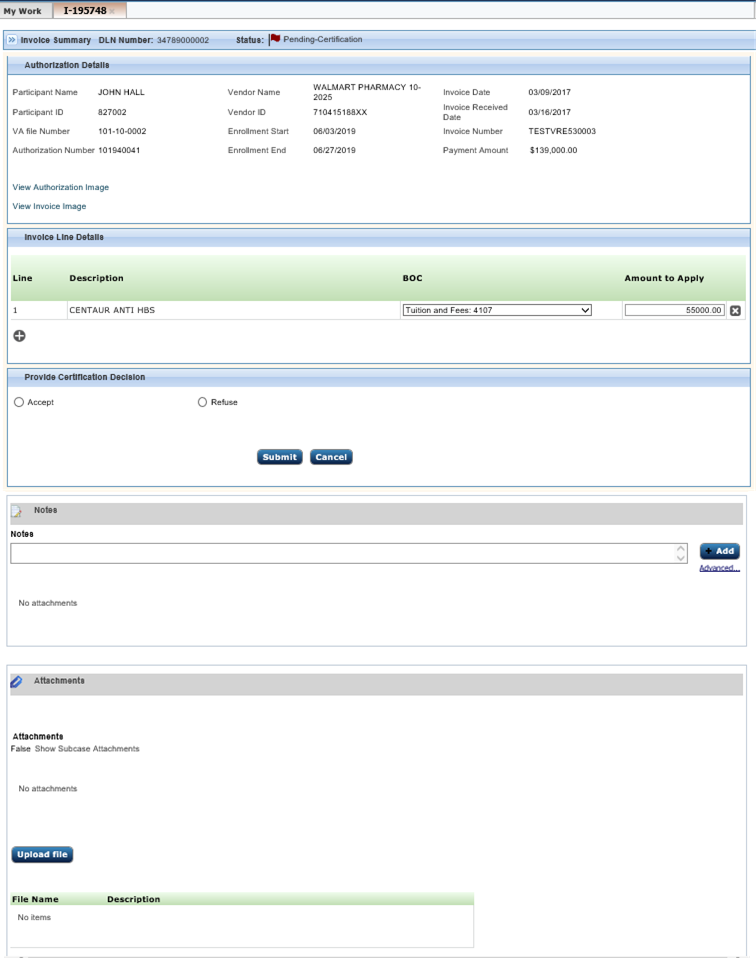 My Work I-195748 ×
Invoice Summary DLN Number: 34789000002 Status: Pending-Certification
Authorization Details
Participant Name JOHN HALL Vendor Name WALMART PHARMACY 10-2025 Invoice Date 03/09/2017
Participant ID 827002 Vendor ID 710415188XX Invoice Received Date 03/16/2017
VA file Number 101-10-0002 Enrollment Start 06/03/2019 Invoice Number TESTVRE530003
Authorization Number 101940041 Enrollment End 06/27/2019 Payment Amount $139,000.00
View Authorization Image
View Invoice Image
Invoice Line Details
Line Description BOC Amount to Apply
1 CENTAUR ANTI HBS Tuition and Fees: 4107 55000.00
Provide Certification Decision
Accept Refuse
Submit Cancel
Notes
Notes
+ Add
Advanced...
No attachments
Attachments
Attachments
False Show Subcase Attachments
No attachments
Upload file
File Name Description
No items